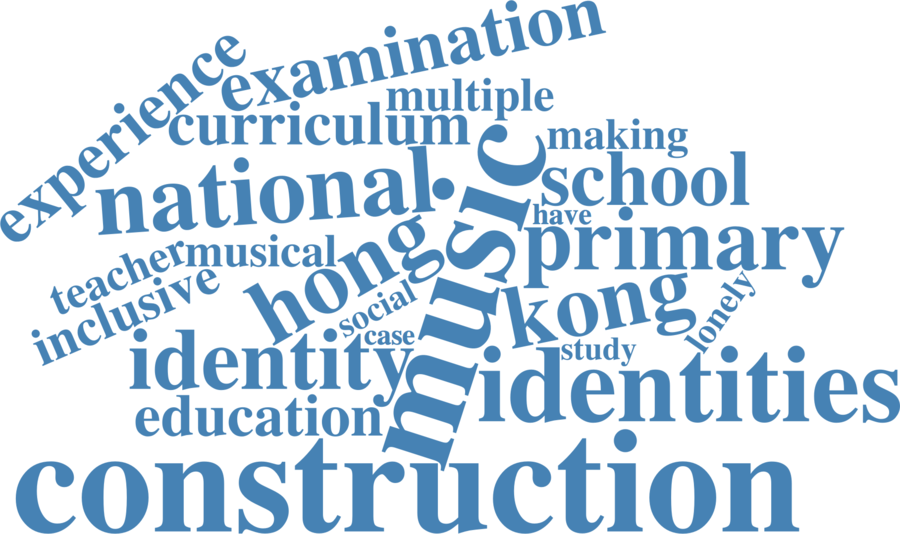 examination
experience
multiple
curriculum
making
music
national
school
have
primary
hong
musical
teacher
inclusive
kong
lonely
social
case
study
identity
identities
education
construction